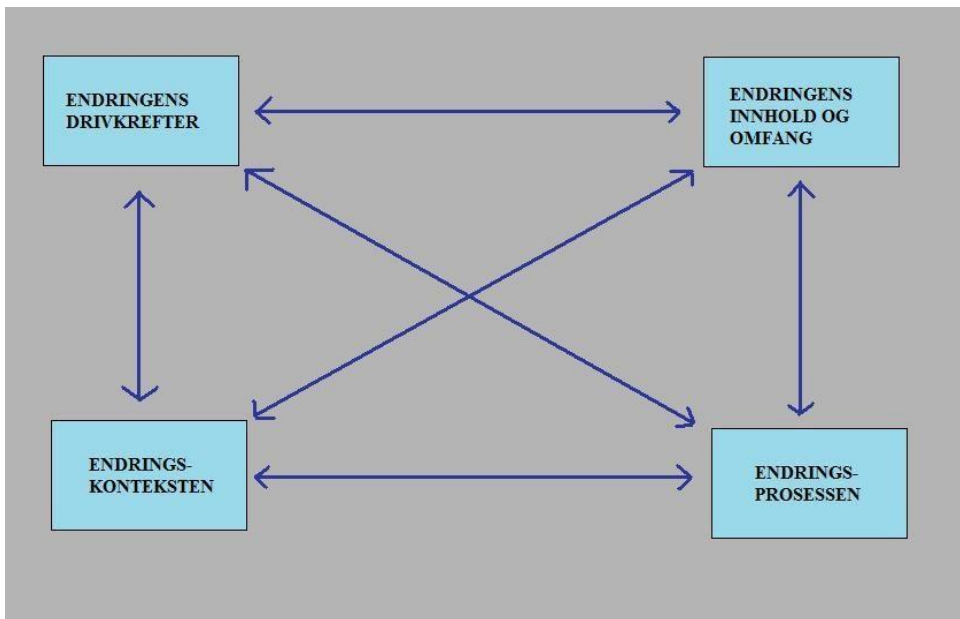 ENDRINGENS
DRIVKREFTER
ENDRINGENS
INNHOLD OG
OMFANG
ENDRINGS-
KONTEKSTEN
ENDRINGS-
PROSESSEN